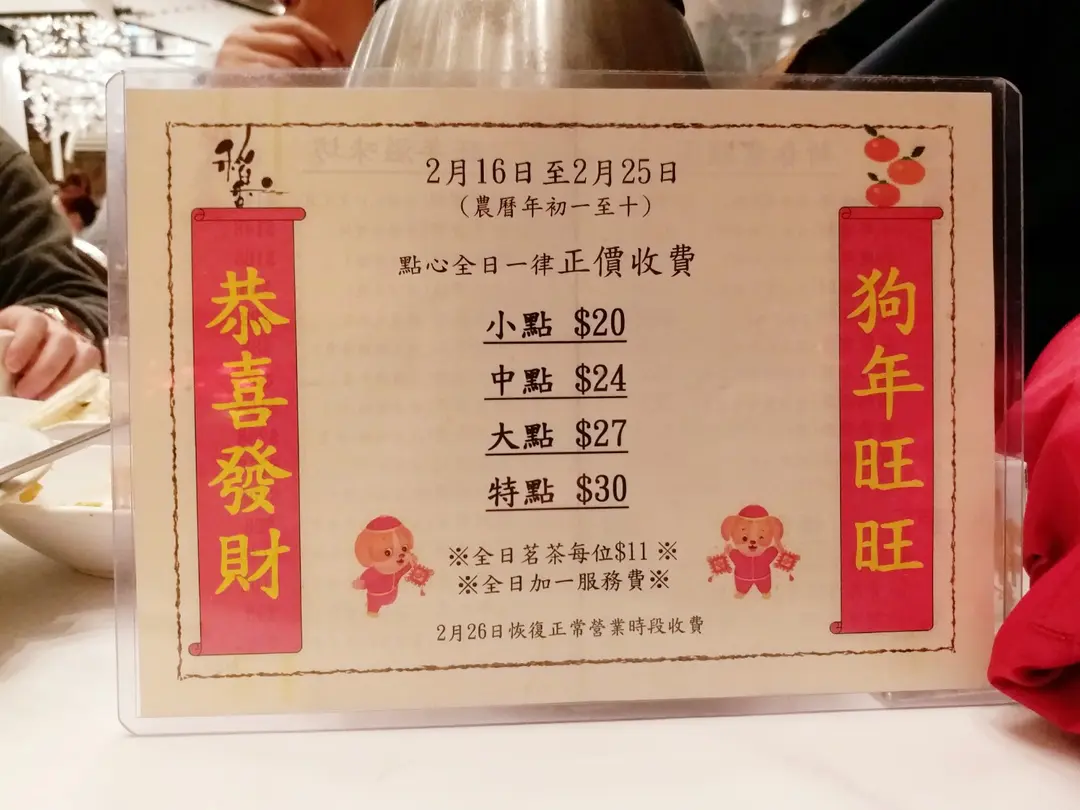 恭喜發財
2月16日至2月25日
（農曆年初一至十）
點心全日一律正價收費
小點 $20
中點 $24
大點 $27
特點 $30
※全日茗茶每位$11 ※
※全日加一服務費※
2月26日恢復正常營業時段收費
狗年旺旺